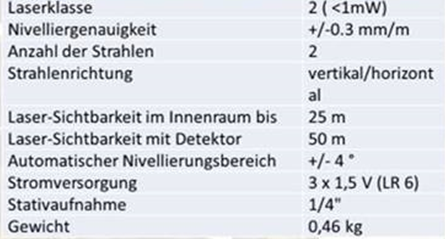 Laserklasse 2 ( <1mW)
Nivelliergenauigkeit +/-0.3 mm/m
Anzahl der Strahlen 2
Strahlenrichtung vertikal/horizont
al
Laser-Sichtbarkeit im Innenraum bis 25 m
Laser-Sichtbarkeit mit Detektor 50 m
Automatischer Nivellierungsbereich +/- 4 °
Stromversorgung 3 x 1,5 V (LR 6)
Stativaufnahme 1/4"
Gewicht 0,46 kg